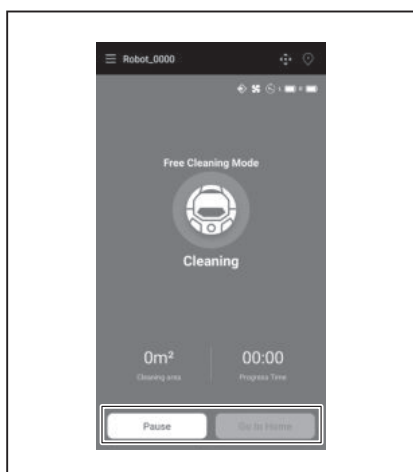 Robot_0000
Free Cleaning Mode
Cleaning
0m² 00:00
Cleaning area Progress Time
Pause Go to Home